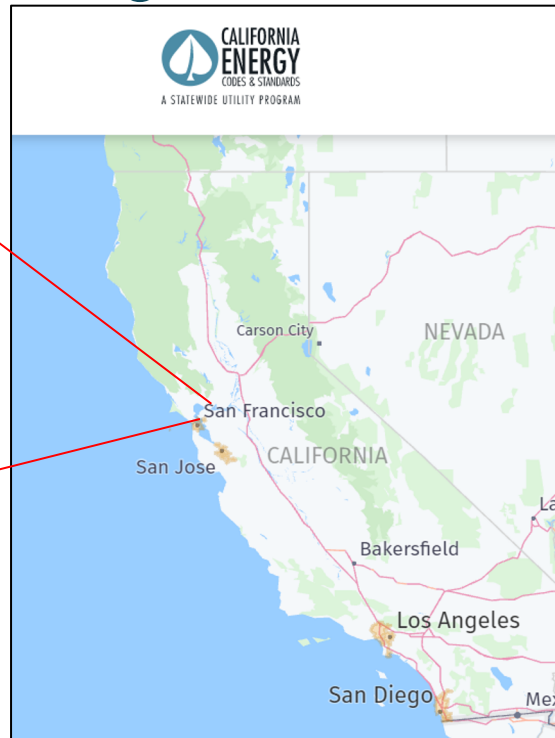 CALIFORNIA
ENERGY
CODES & STANDARDS
A STATEWIDE UTILITY PROGRAM
Carson City
NEVADA
San Francisco
San Jose
CALIFORNIA
Bakersfield
Los Angeles
San Diego